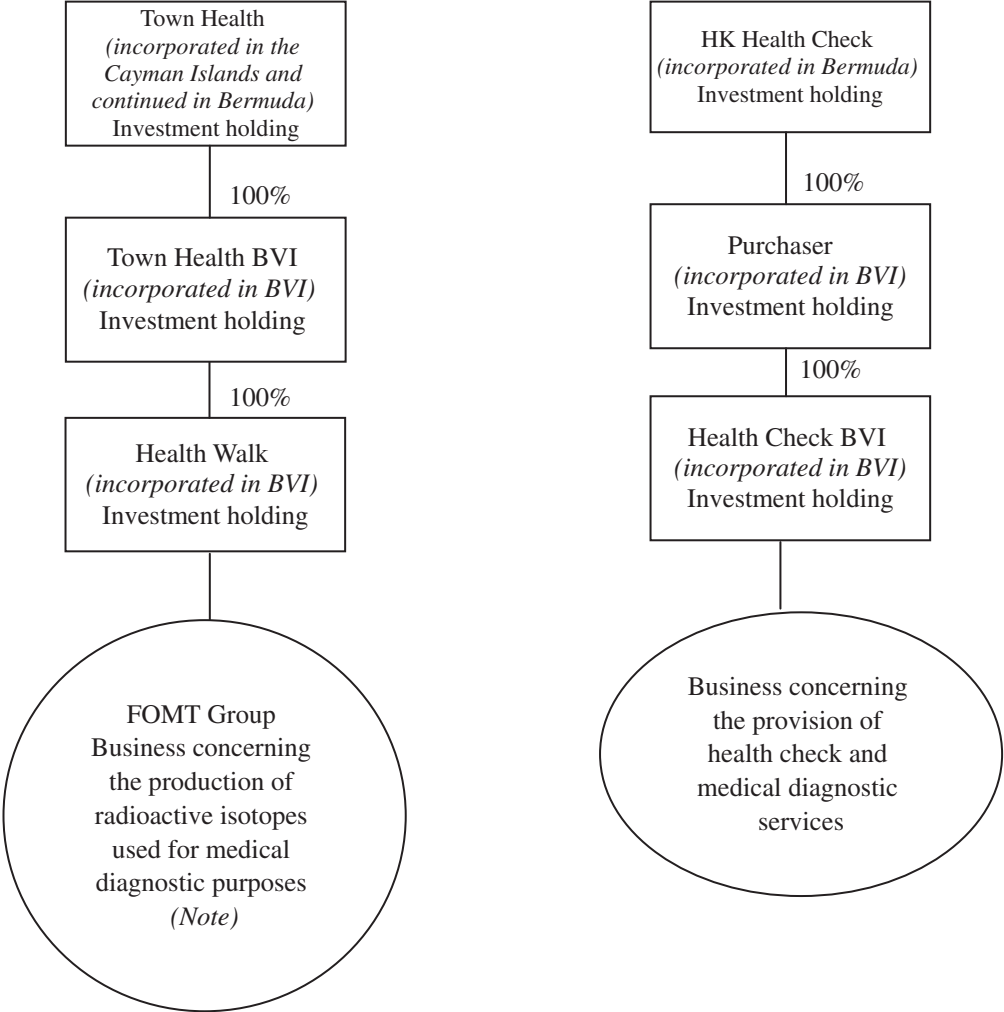 Town Health
(incorporated in the
Cayman Islands and
continued in Bermuda)
Investment holding
100%
Town Health BVI
(incorporated in BVI)
Investment holding
100%
Health Walk
(incorporated in BVI)
Investment holding
FOMT Group
Business concerning
the production of
radioactive isotopes
used for medical
diagnostic purposes
(Note)
HK Health Check
(incorporated in Bermuda)
Investment holding
100%
Purchaser
(incorporated in BVI)
Investment holding
100%
Health Check BVI
(incorporated in BVI)
Investment holding
Business concerning
the provision of
health check and
medical diagnostic
services